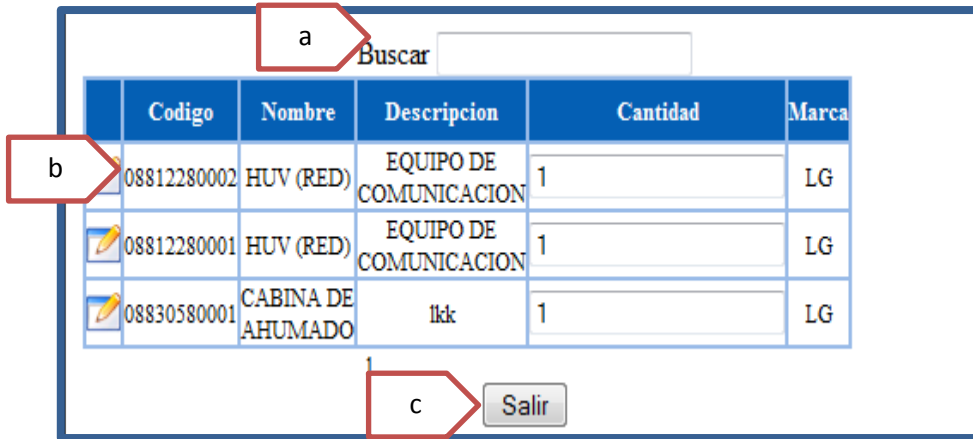 a
Buscar
Codigo Nombre Descripcion Cantidad Marca
b
08812280002 HUV (RED) EQUIPO DE COMUNICACION 1 LG
08812280001 HUV (RED) EQUIPO DE COMUNICACION 1 LG
08830580001 CABINA DE AHUMADO lkk 1 LG
1
c
Salir